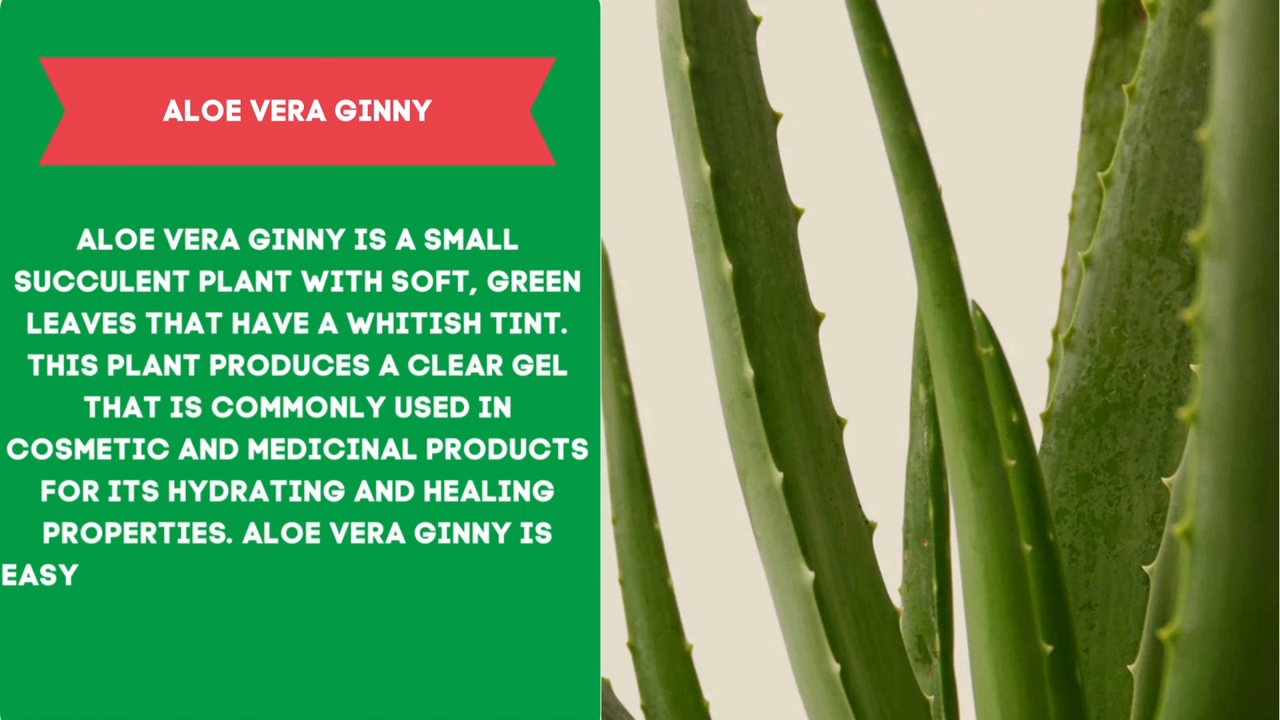 ALOE VERA GINNY
ALOE VERA GINNY IS A SMALL
SUCCULENT PLANT WITH SOFT, GREEN
LEAVES THAT HAVE A WHITISH TINT.
THIS PLANT PRODUCES A CLEAR GEL
THAT IS COMMONLY USED IN
COSMETIC AND MEDICINAL PRODUCTS
FOR ITS HYDRATING AND HEALING
PROPERTIES. ALOE VERA GINNY IS
EASY